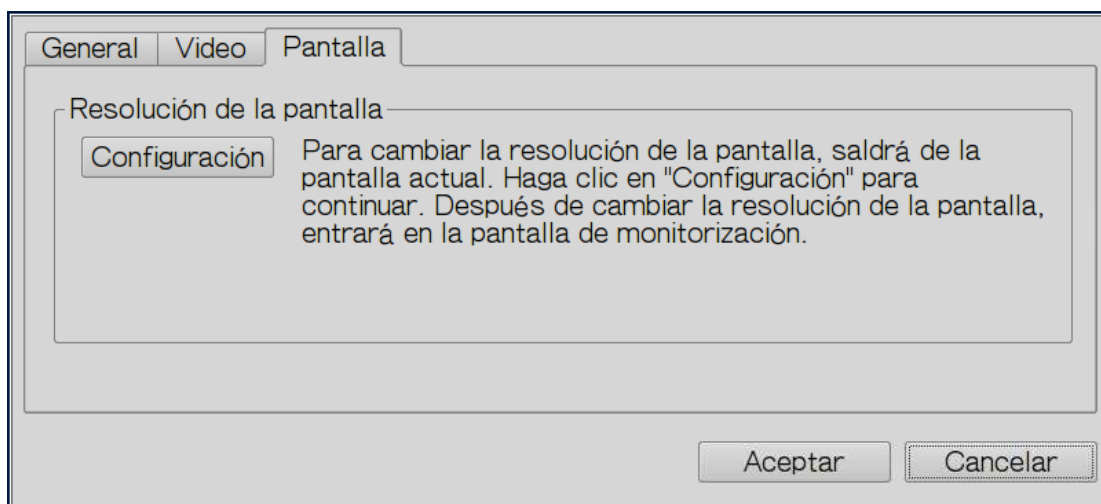 General Video Pantalla
Resolución de la pantalla
Configuración
Para cambiar la resolución de la pantalla, saldrá de la
pantalla actual. Haga clic en "Configuración" para
continuar. Después de cambiar la resolución de la pantalla,
entrará en la pantalla de monitorización.
Aceptar Cancelar